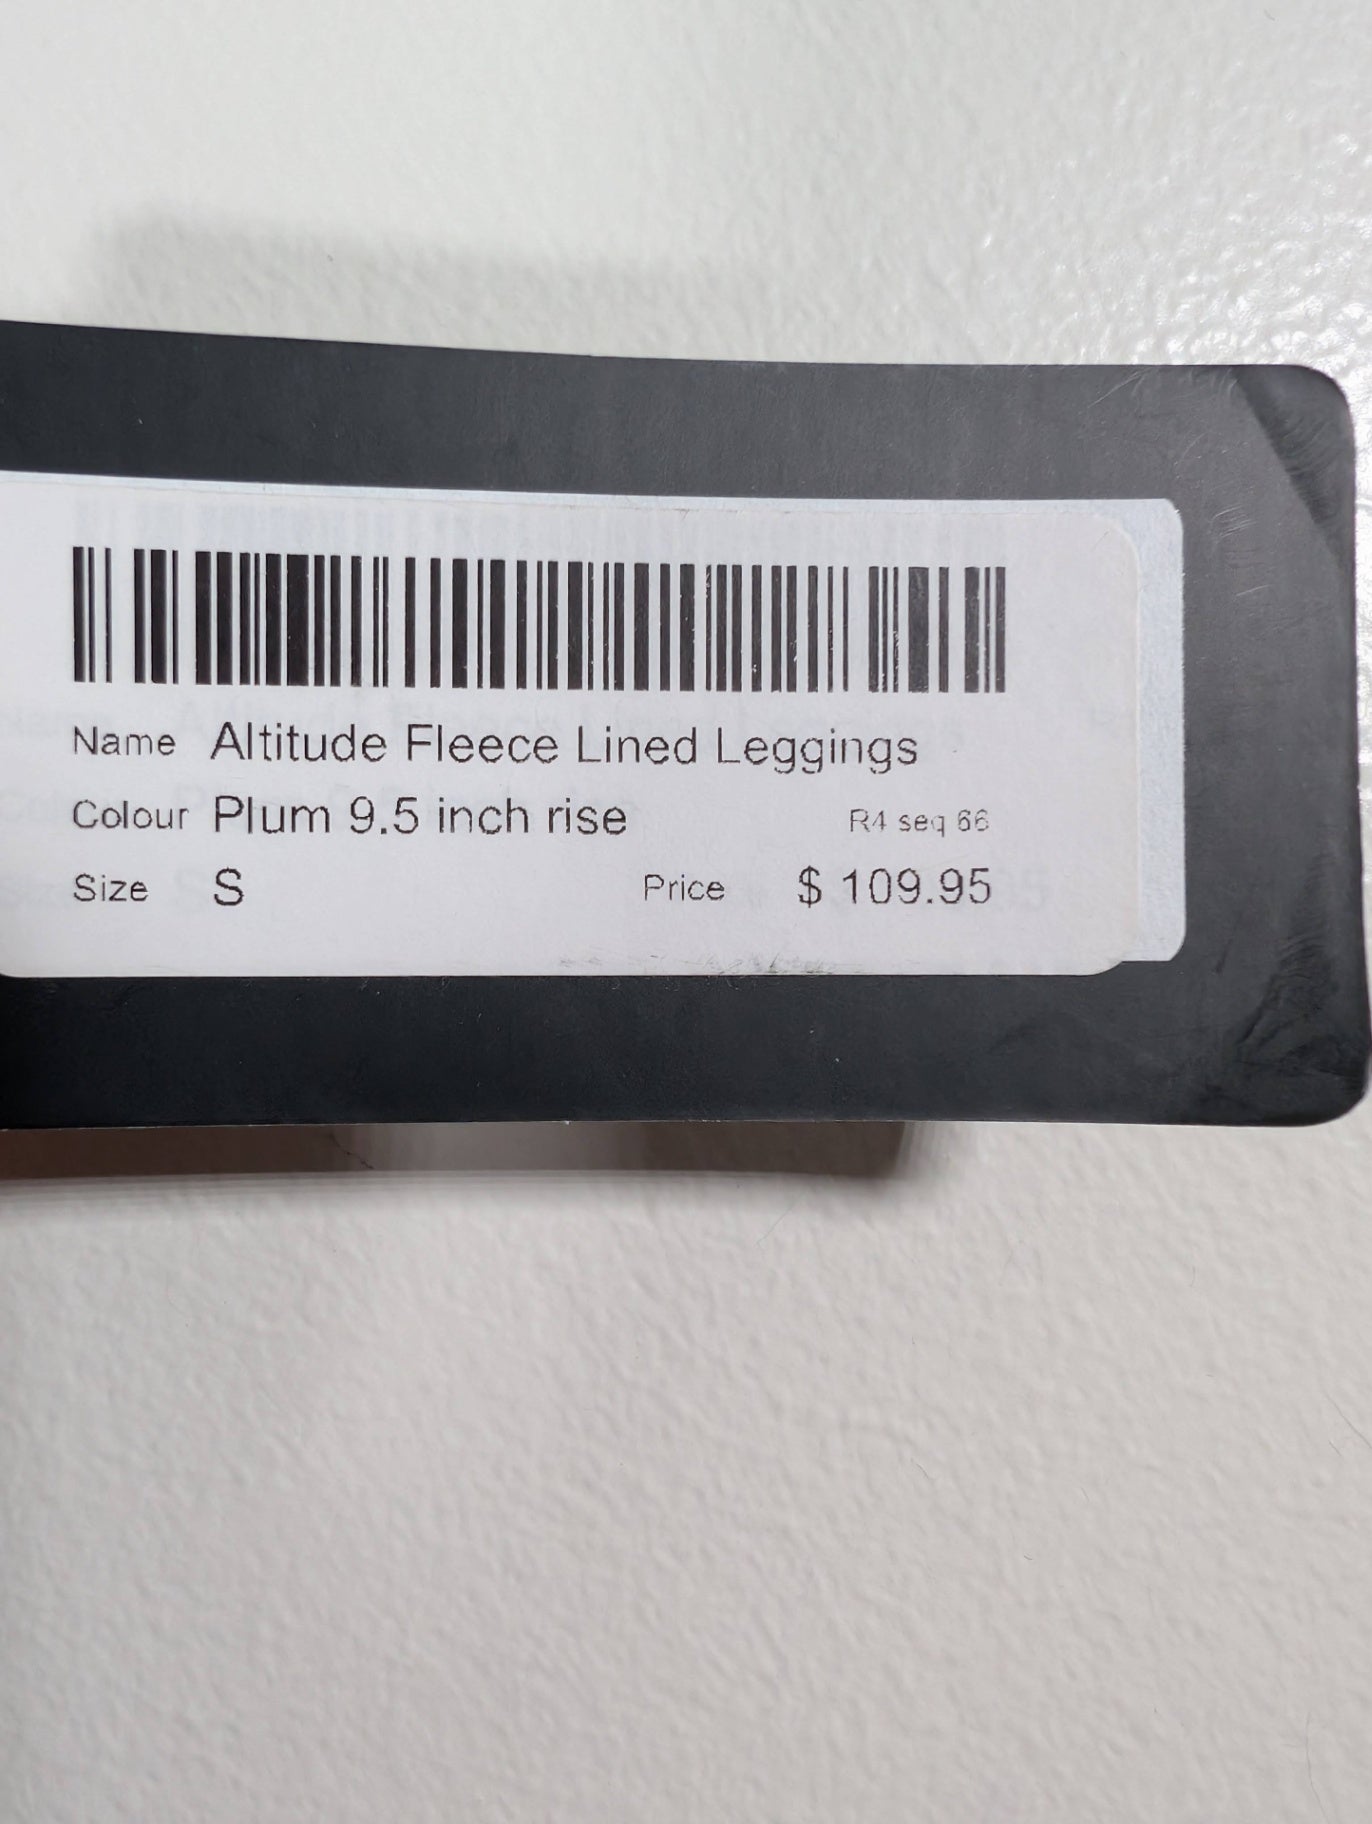 Name Altitude Fleece Lined Leggings
Colour Plum 9.5 inch rise R4 seq 66
Size S Price $ 109.95